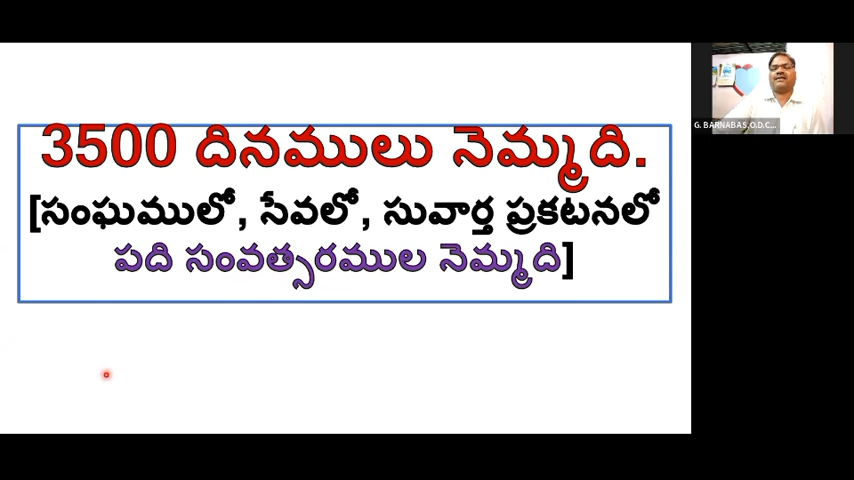 3500 దినములు నెమ్మది.
[సంఘములో, సేవలో, సువార్త ప్రకటనలో
పది సంవత్సరముల నెమ్మది]
G. BARNABAS,O.D.C...